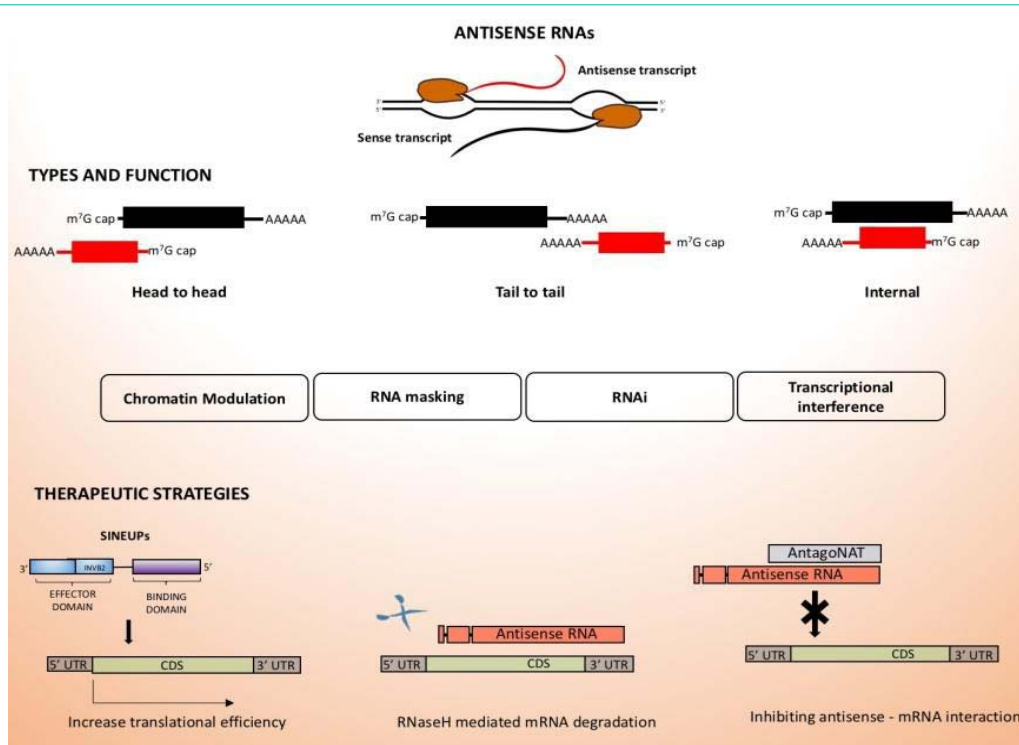 ANTISENSE RNAs
Antisense transcript
3' 5'
5' 3'
Sense transcript
TYPES AND FUNCTION
m⁷G cap AAAAA
AAAAA m⁷G cap
Head to head
m⁷G cap AAAAA
AAAAA m⁷G cap
Tail to tail
m⁷G cap AAAAA
AAAAA m⁷G cap
Internal
Chromatin Modulation
RNA masking
RNAi
Transcriptional
interference
THERAPEUTIC STRATEGIES
SINEUPs
3' INVB2 5'
EFFECTOR
DOMAIN
BINDING
DOMAIN
5' UTR CDS 3' UTR
Increase translational efficiency
Antisense RNA
5' UTR CDS 3' UTR
RNaseH mediated mRNA degradation
AntagoNAT
Antisense RNA
5' UTR CDS 3' UTR
Inhibiting antisense - mRNA interaction